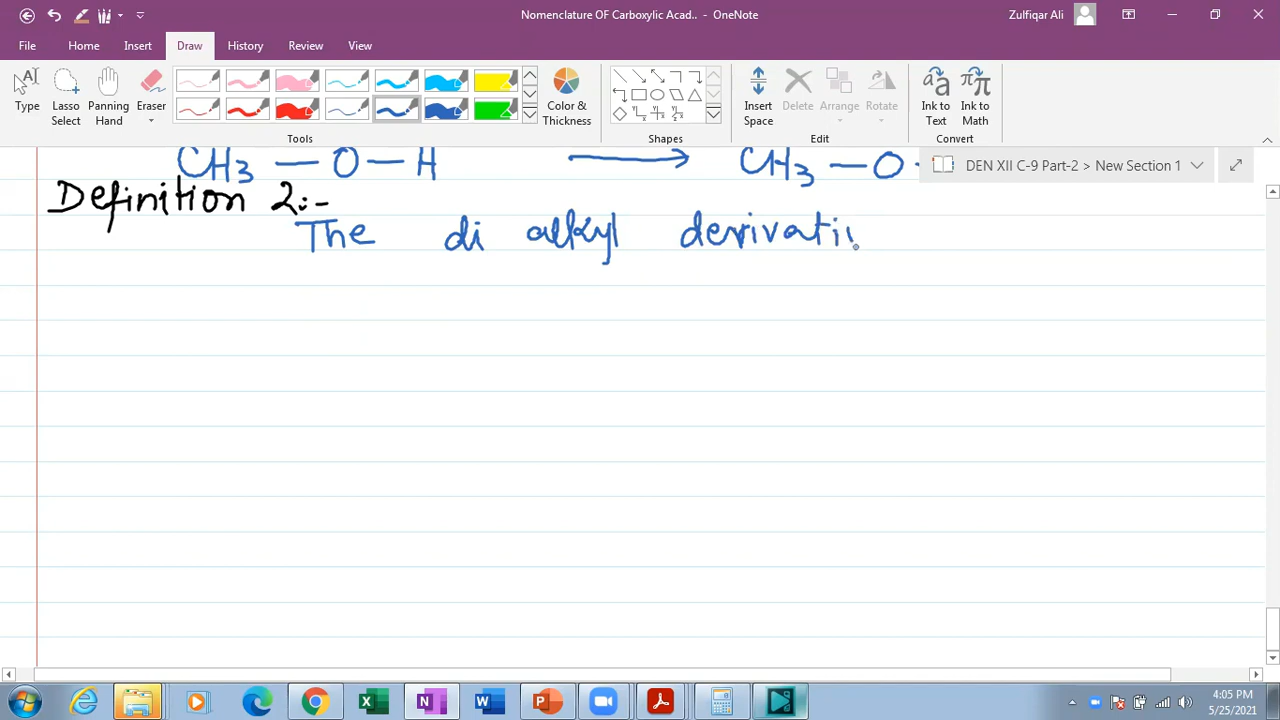 Nomenclature OF Carboxylic Acad.. - OneNote
Zulfiqar Ali
File Home Insert Draw History Review View
Type
Lasso Select
Panning Hand
Eraser
Color & Thickness
Insert Space
Delete
Arrange
Rotate
Ink to Text
Ink to Math
Tools
Shapes
Edit
Convert
DEN XII C-9 Part-2 > New Section 1
CH3 — O — H ⟶ CH3 — O -
Definition 2:-
The di alkyl derivati
4:05 PM
5/25/2021